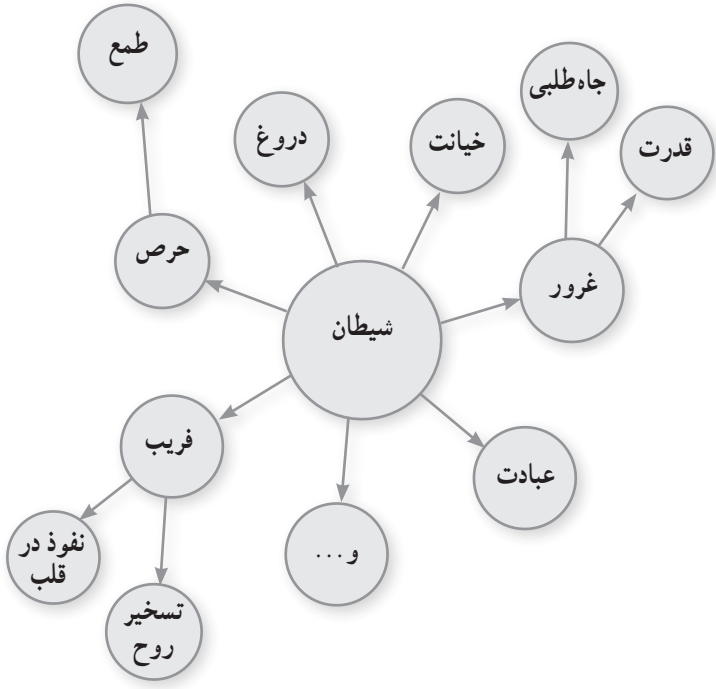 طمع
جاه‌طلبی
دروغ
خیانت
قدرت
حرص
غرور
شیطان
فریب
عبادت
نفوذ در
قلب
و...
تسخیر
روح